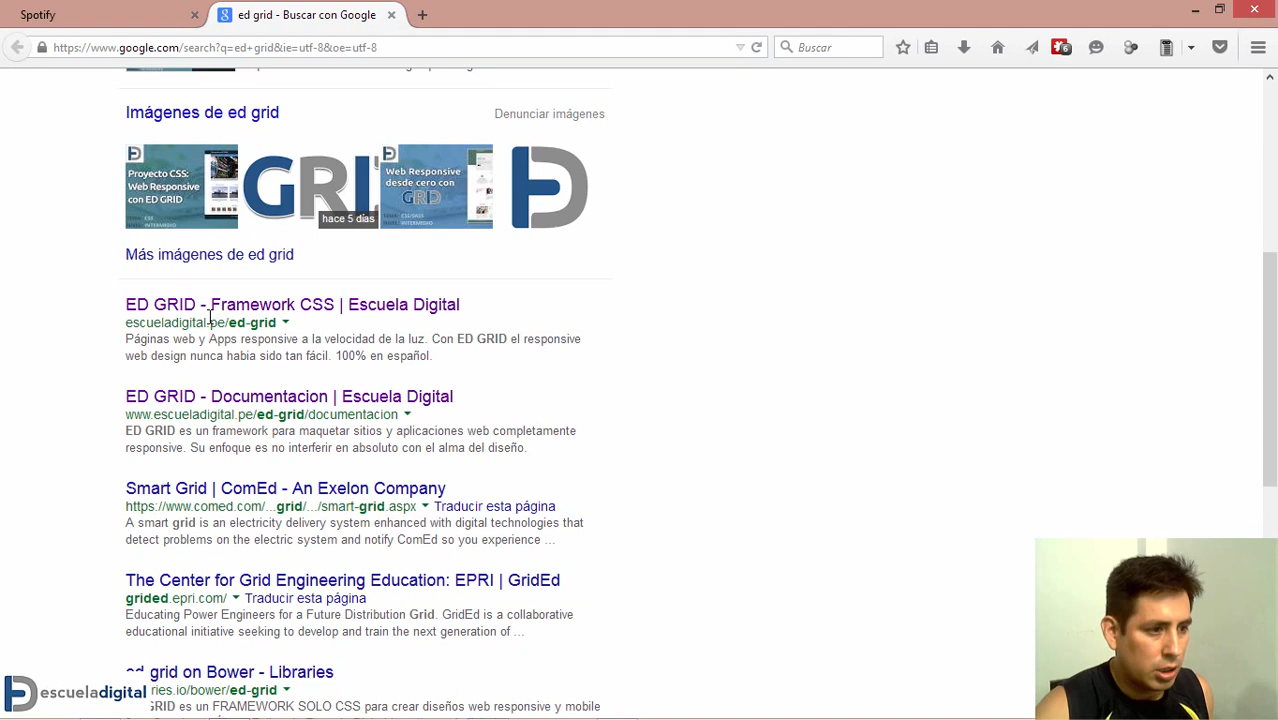 Spotify
ed grid - Buscar con Google
https://www.google.com/search?q=ed+grid&ie=utf-8&oe=utf-8
Buscar
6
Imágenes de ed grid
Denunciar imágenes
Proyecto CSS:
Web Responsive
con ED GRID
CSS
INTERMEDIO
GRI
hace 5 días
Web Responsive
desde cero con
GRID
CSS/SASS
INTERMEDIO
Más imágenes de ed grid
ED GRID - Framework CSS | Escuela Digital
escueladigital.pe/ed-grid
Páginas web y Apps responsive a la velocidad de la luz. Con ED GRID el responsive
web design nunca habia sido tan fácil. 100% en español.
ED GRID - Documentacion | Escuela Digital
www.escueladigital.pe/ed-grid/documentacion
ED GRID es un framework para maquetar sitios y aplicaciones web completamente
responsive. Su enfoque es no interferir en absoluto con el alma del diseño.
Smart Grid | ComEd - An Exelon Company
https://www.comed.com/...grid/.../smart-grid.aspx Traducir esta página
A smart grid is an electricity delivery system enhanced with digital technologies that
detect problems on the electric system and notify ComEd so you experience ...
The Center for Grid Engineering Education: EPRI | GridEd
grided.epri.com/ Traducir esta página
Educating Power Engineers for a Future Distribution Grid. GridEd is a collaborative
educational initiative seeking to develop and train the next generation of ...
ed grid on Bower - Libraries
ries.io/bower/ed-grid
GRID es un FRAMEWORK SOLO CSS para crear diseños web responsive y mobile
escueladigital